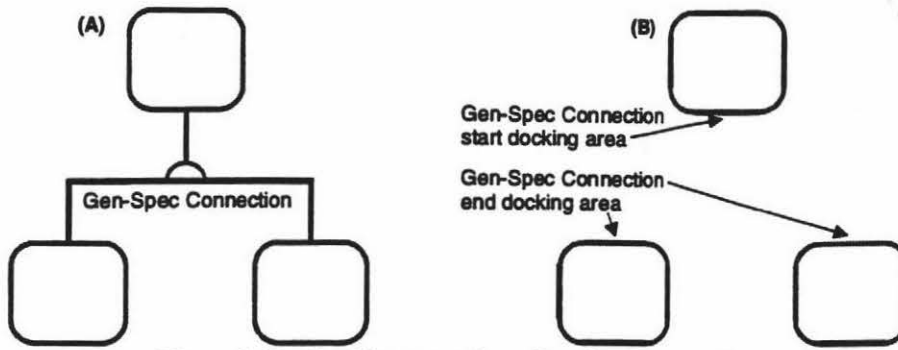 (A)
Gen-Spec Connection
(B)
Gen-Spec Connection
start docking area
Gen-Spec Connection
end docking area